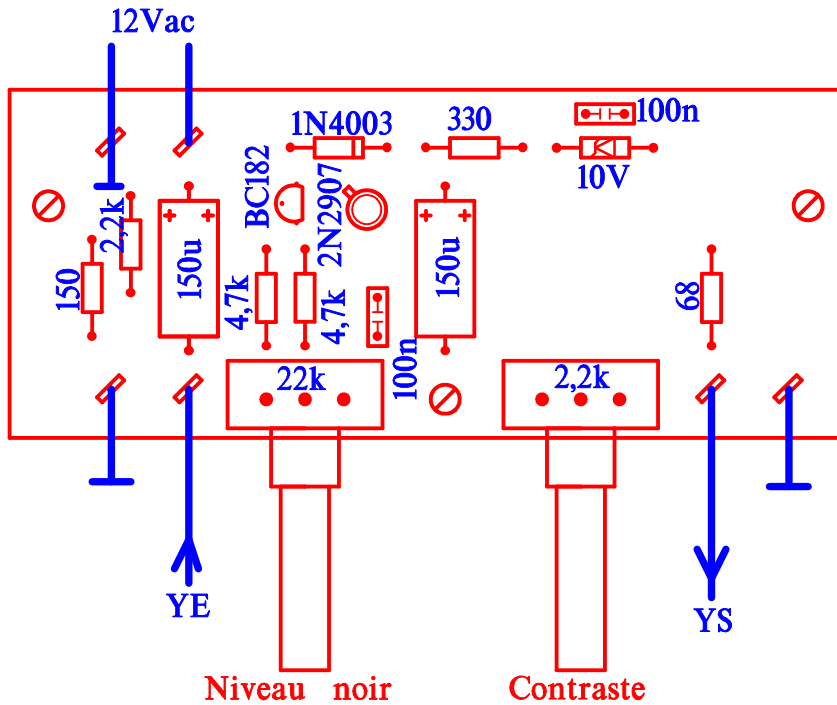 12Vac
1N4003
330
100n
10V
BC182
2N2907
2,2k
150
150u
4,7k
4,7k
100n
150u
68
22k
2,2k
YE
YS
Niveau noir
Contraste